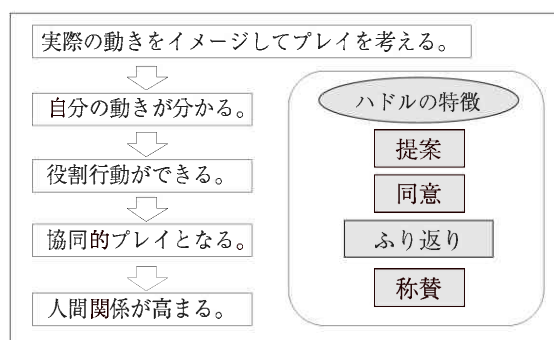 実際の動きをイメージしてプレイを考える。
自分の動きが分かる。
役割行動ができる。
協同的プレイとなる。
人間関係が高まる。
ハドルの特徴
提案
同意
ふり返り
称賛